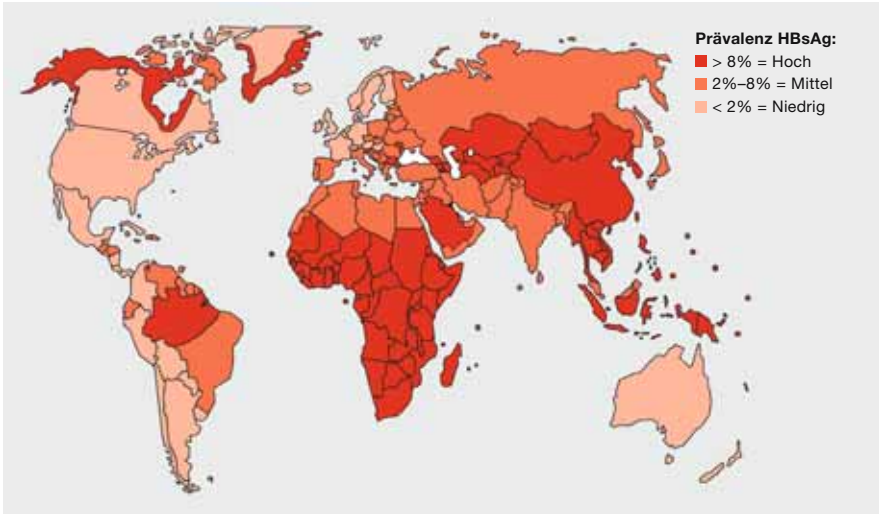 Prävalenz HBsAg:
> 8% = Hoch
2%–8% = Mittel
< 2% = Niedrig